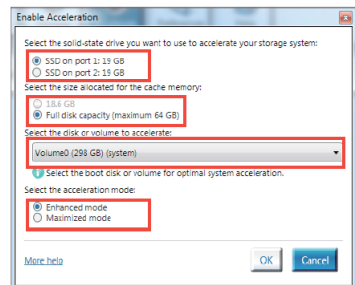 Enable Acceleration
Select the solid-state drive you want to use to accelerate your storage system:
SSD on port 1: 19 GB
SSD on port 2: 19 GB
Select the size allocated for the cache memory:
18.6 GB
Full disk capacity (maximum 64 GB)
Select the disk or volume to accelerate:
Volume0 (298 GB) (system)
Select the boot disk or volume for optimal system acceleration.
Select the acceleration mode:
Enhanced mode
Maximized mode
More help
OK
Cancel